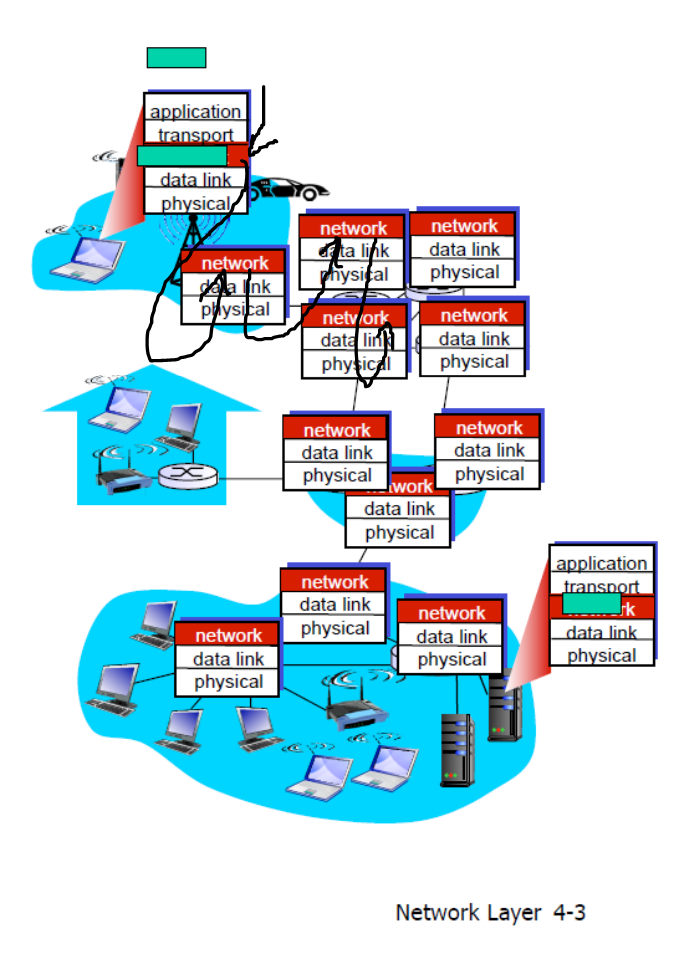 application
transport
data link
physical
network
data link
physical
network
data link
physical
network
data link
physical
network
data link
physical
network
data link
physical
network
data link
physical
network
data link
physical
work
data link
physical
application
transport
rk
data link
physical
network
data link
physical
network
data link
physical
network
data link
physical
Network Layer 4-3